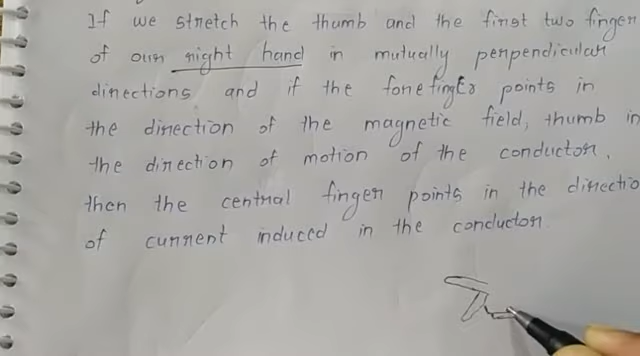 If we stretch the thumb and the first two finger
of our right hand in mutually perpendicular
directions and if the forefinger points in
the direction of the magnetic field, thumb in
the direction of motion of the conductor,
then the central finger points in the directio
of current induced in the conductor.